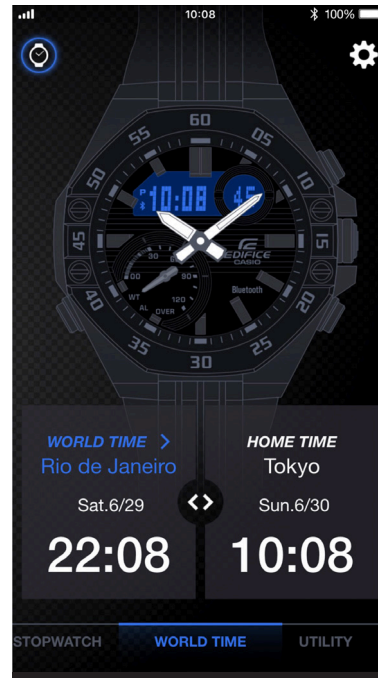 10:08
100%
60
55
05
50
10
P
10:08
45
45
15
EDIFICE
CASIO
30
00
90
Bluetooth
WT
120
AL
OVER
40
20
35
25
30
WORLD TIME
HOME TIME
Rio de Janeiro
Tokyo
Sat.6/29
Sun.6/30
22:08
10:08
STOPWATCH
WORLD TIME
UTILITY